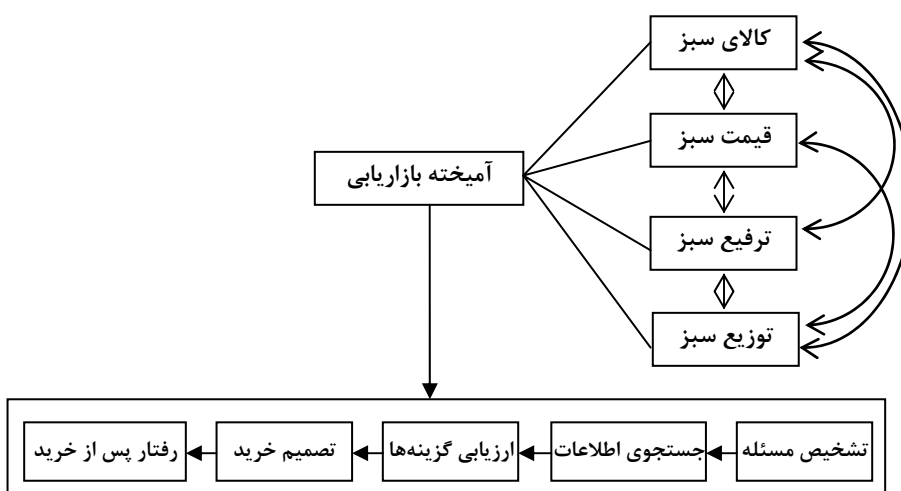 کالای سبز
قیمت سبز
آمیخته بازاریابی
ترفیع سبز
توزیع سبز
تشخیص مسئله
جستجوی اطلاعات
ارزیابی گزینه‌ها
تصمیم خرید
رفتار پس از خرید